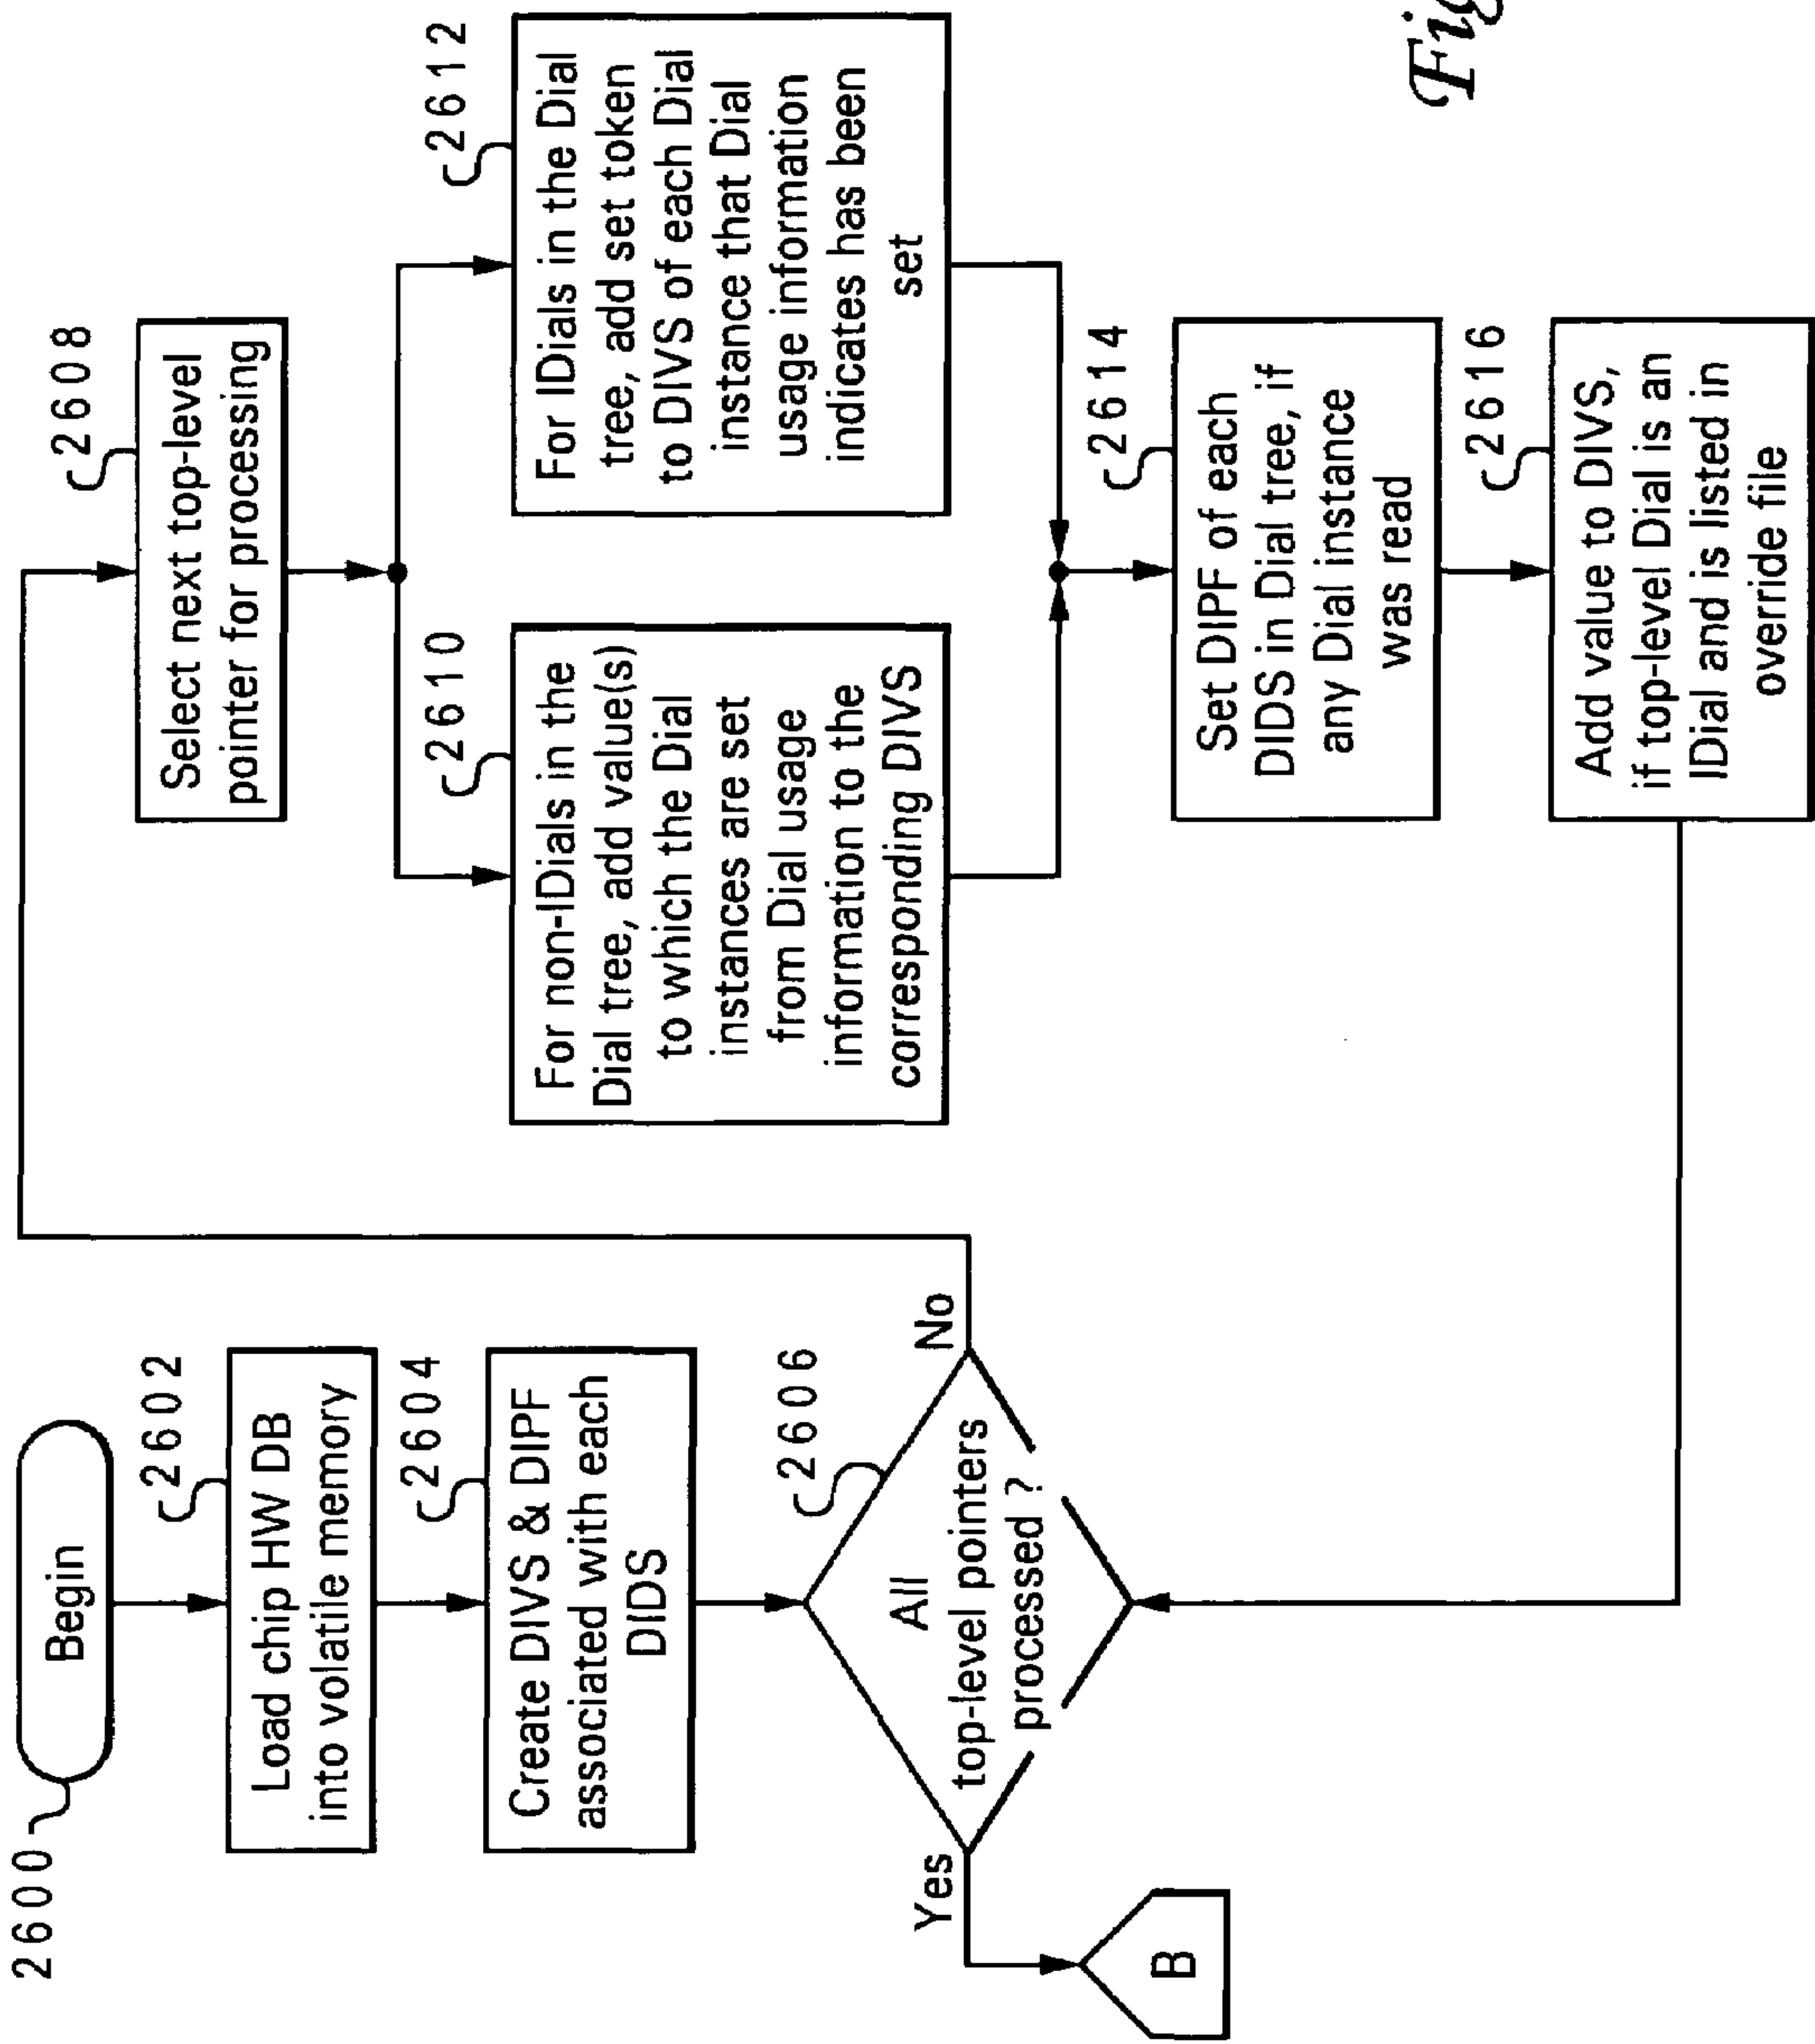 2600
Begin
2602
Load chip HW DB
into volatile memory
2604
Create DIVS & DIPF
associated with each
DIDS
2606
All
top-level pointers
processed ?
Yes
No
B
2608
Select next top-level
pointer for processing
2610
For non-IDials in the
Dial tree, add value(s)
to which the Dial
instances are set
from Dial usage
information to the
corresponding DIVS
2612
For IDials in the Dial
tree, add set token
to DIVS of each Dial
instance that Dial
usage information
indicates has been
set
2614
Set DIPF of each
DIDS in Dial tree, if
any Dial instance
was read
2616
Add value to DIVS,
if top-level Dial is an
IDial and is listed in
override file